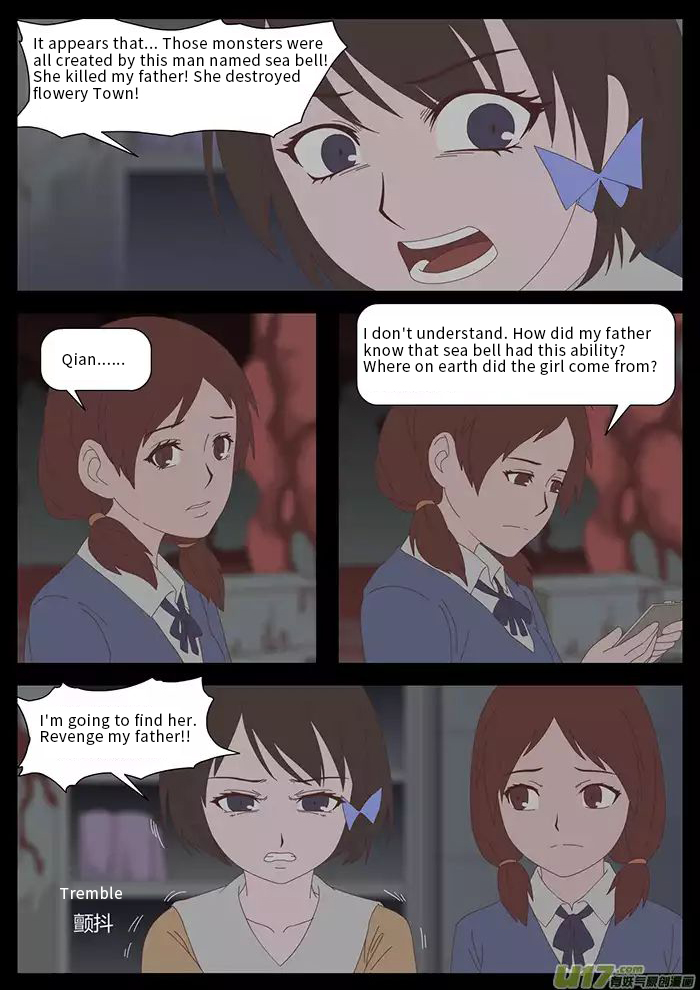 It appears that... Those monsters were
all created by this man named sea bell!
She killed my father! She destroyed
flowery Town!
Qian......
I don't understand. How did my father
know that sea bell had this ability?
Where on earth did the girl come from?
I'm going to find her.
Revenge my father!!
Tremble
颤抖
U17.com
有妖气原创漫画